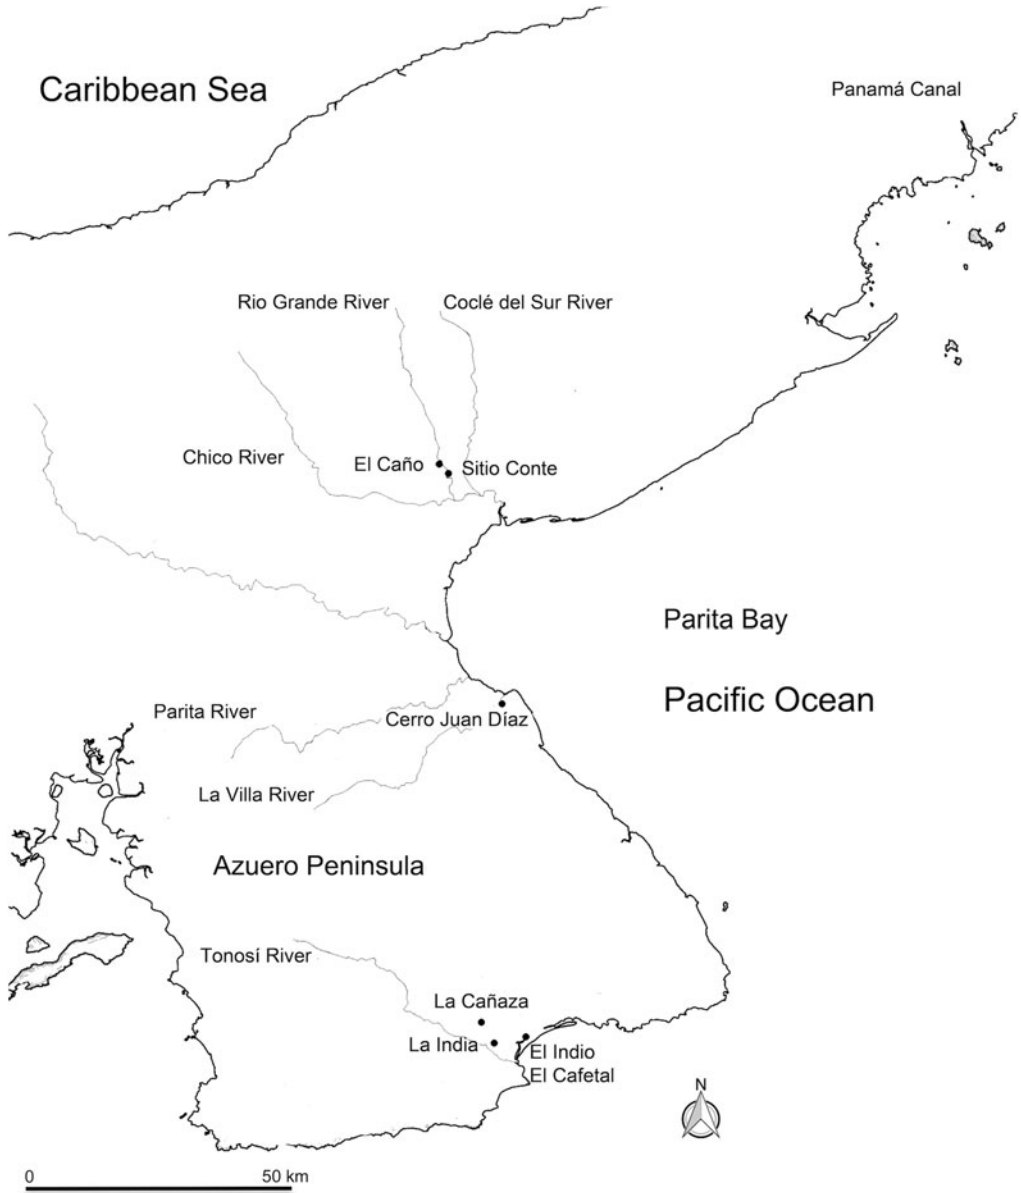 Caribbean Sea
Panamá Canal
Rio Grande River
Coclé del Sur River
Chico River
El Caño
Sitio Conte
Parita Bay
Pacific Ocean
Parita River
Cerro Juan Díaz
La Villa River
Azuero Peninsula
Tonosí River
La Cañaza
La India
El Indio
El Cafetal
N
0
50 km